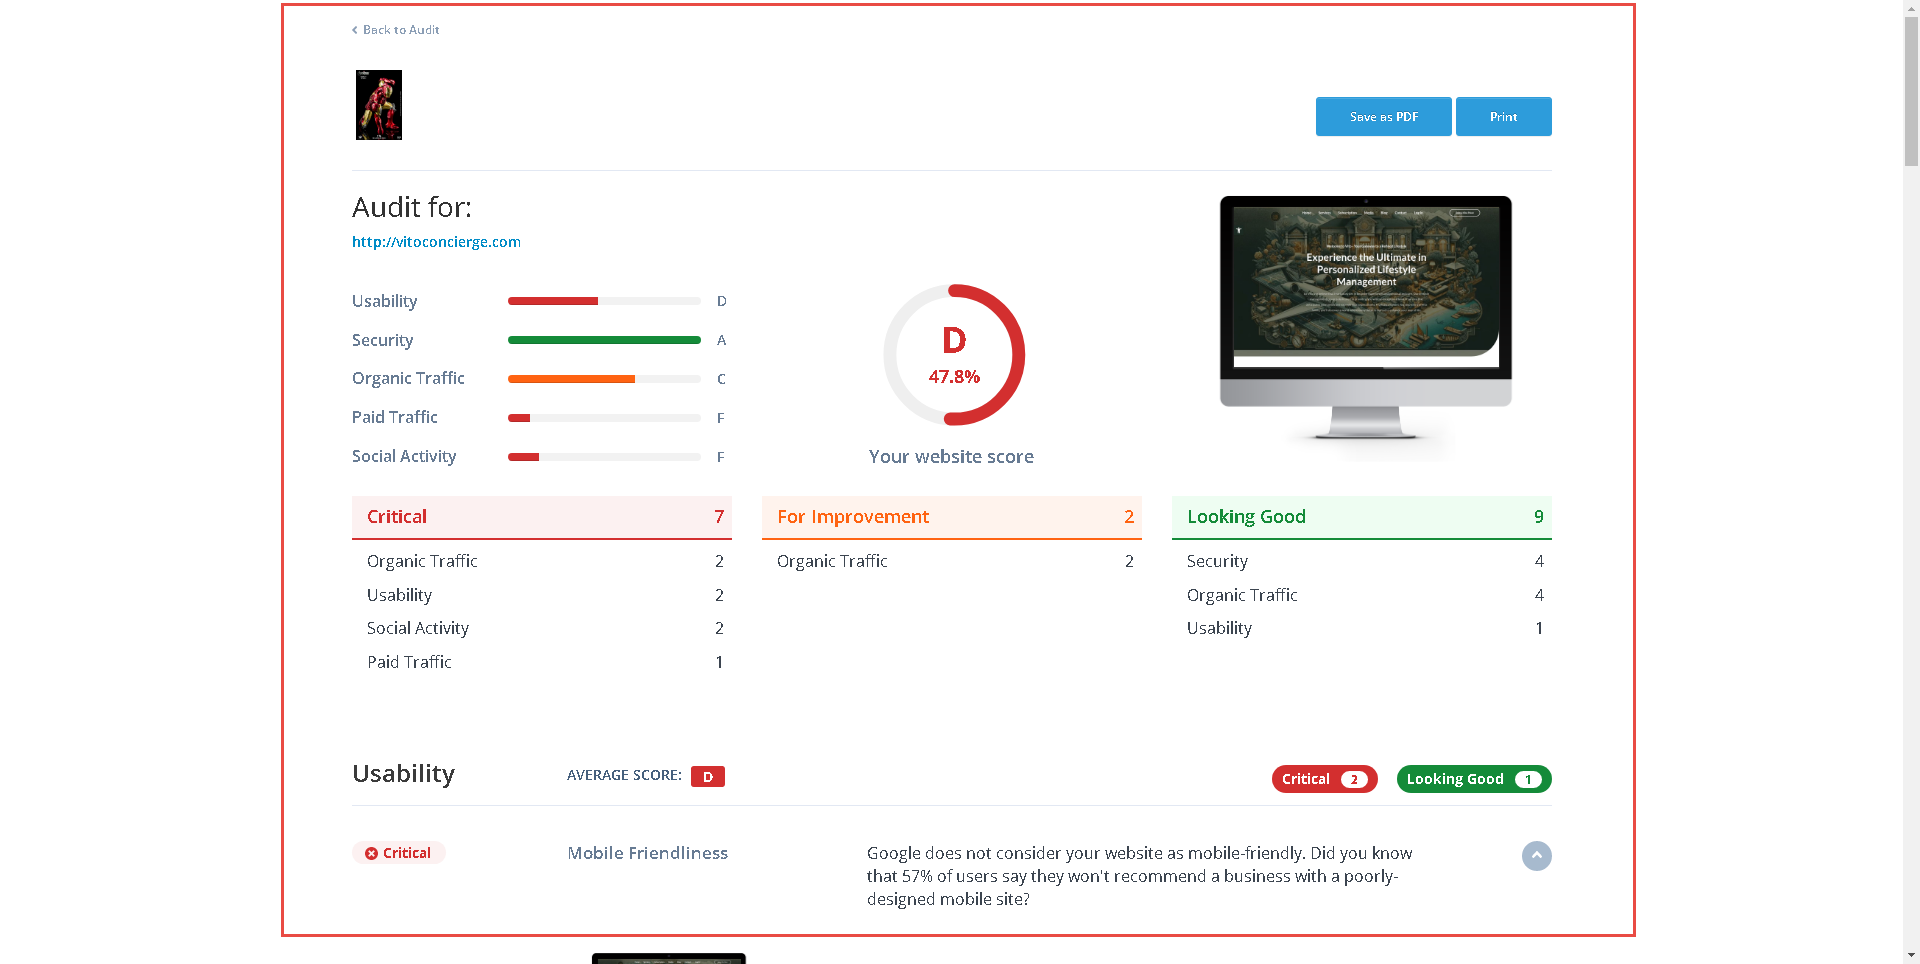 Back to Audit
Save as PDF
Print
Audit for:
http://vitoconcierge.com
Usability D
Security A
Organic Traffic C
Paid Traffic F
Social Activity F
D
47.8%
Your website score
Experience the Ultimate in
Personalized Lifestyle
Management
Critical 7
Organic Traffic 2
Usability 2
Social Activity 2
Paid Traffic 1
For Improvement 2
Organic Traffic 2
Looking Good 9
Security 4
Organic Traffic 4
Usability 1
Usability
AVERAGE SCORE: D
Critical 2
Looking Good 1
Critical
Mobile Friendliness
Google does not consider your website as mobile-friendly. Did you know
that 57% of users say they won't recommend a business with a poorly-
designed mobile site?